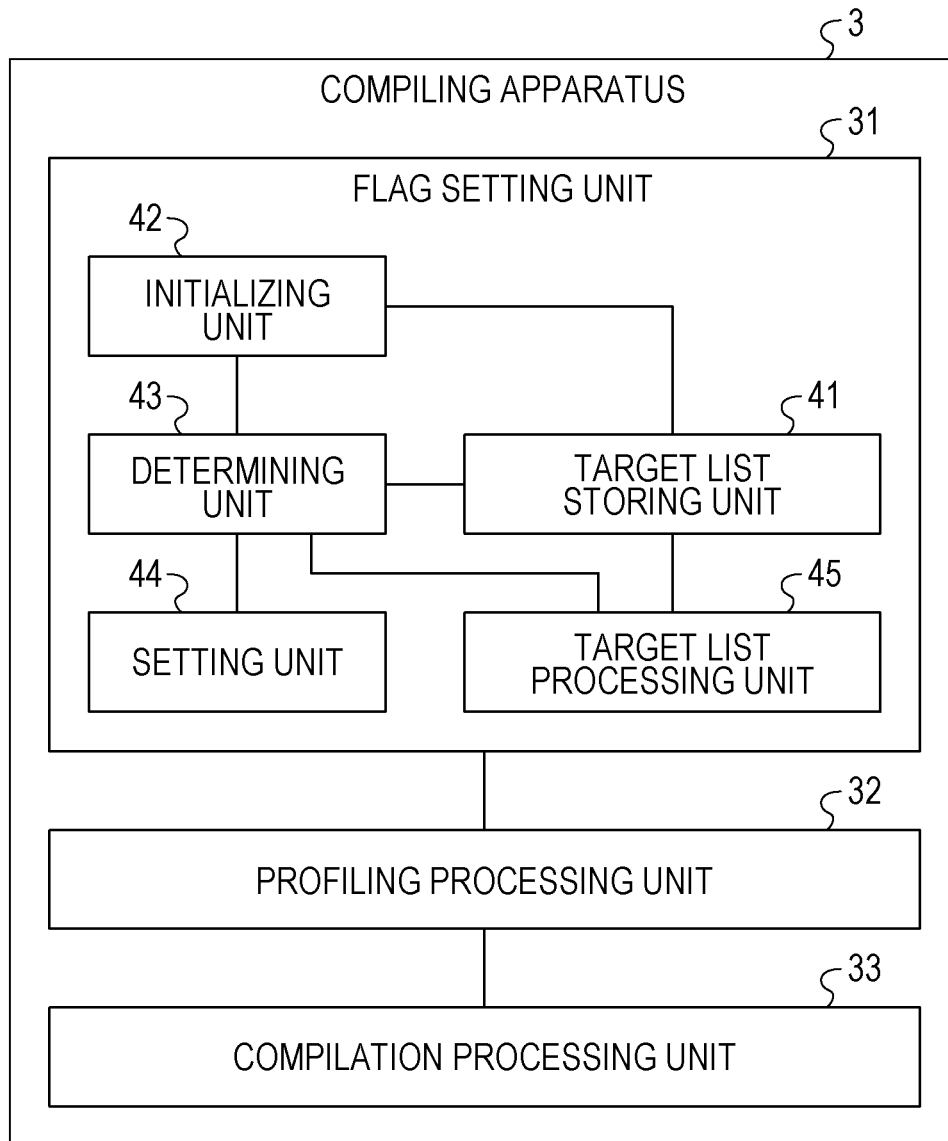 3
COMPILING APPARATUS
31
FLAG SETTING UNIT
42
INITIALIZING
UNIT
43
DETERMINING
UNIT
41
TARGET LIST
STORING UNIT
44
SETTING UNIT
45
TARGET LIST
PROCESSING UNIT
32
PROFILING PROCESSING UNIT
33
COMPILATION PROCESSING UNIT